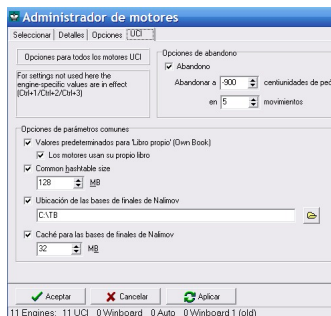 Administrador de motores
Seleccionar Detalles Opciones UCI
Opciones para todos los motores UCI
For settings not used here the
engine-specific values are in effect
(Ctrl+1/Ctrl+2/Ctrl+3)
Opciones de abandono
Abandono
Abandonar a -900 centiunidades de
en 5 movimientos
Opciones de parámetros comunes
Valores predeterminados para 'Libro propio' (Own Book)
Los motores usan su propio libro
Common hashtable size
128 MB
Ubicación de las bases de finales de Nalimov
C:\TB
Caché para las bases de finales de Nalimov
32 MB
Aceptar Cancelar Aplicar
11 Engines: 11 UCI 0 Winboard 0 Auto 0 Winboard 1 (old)